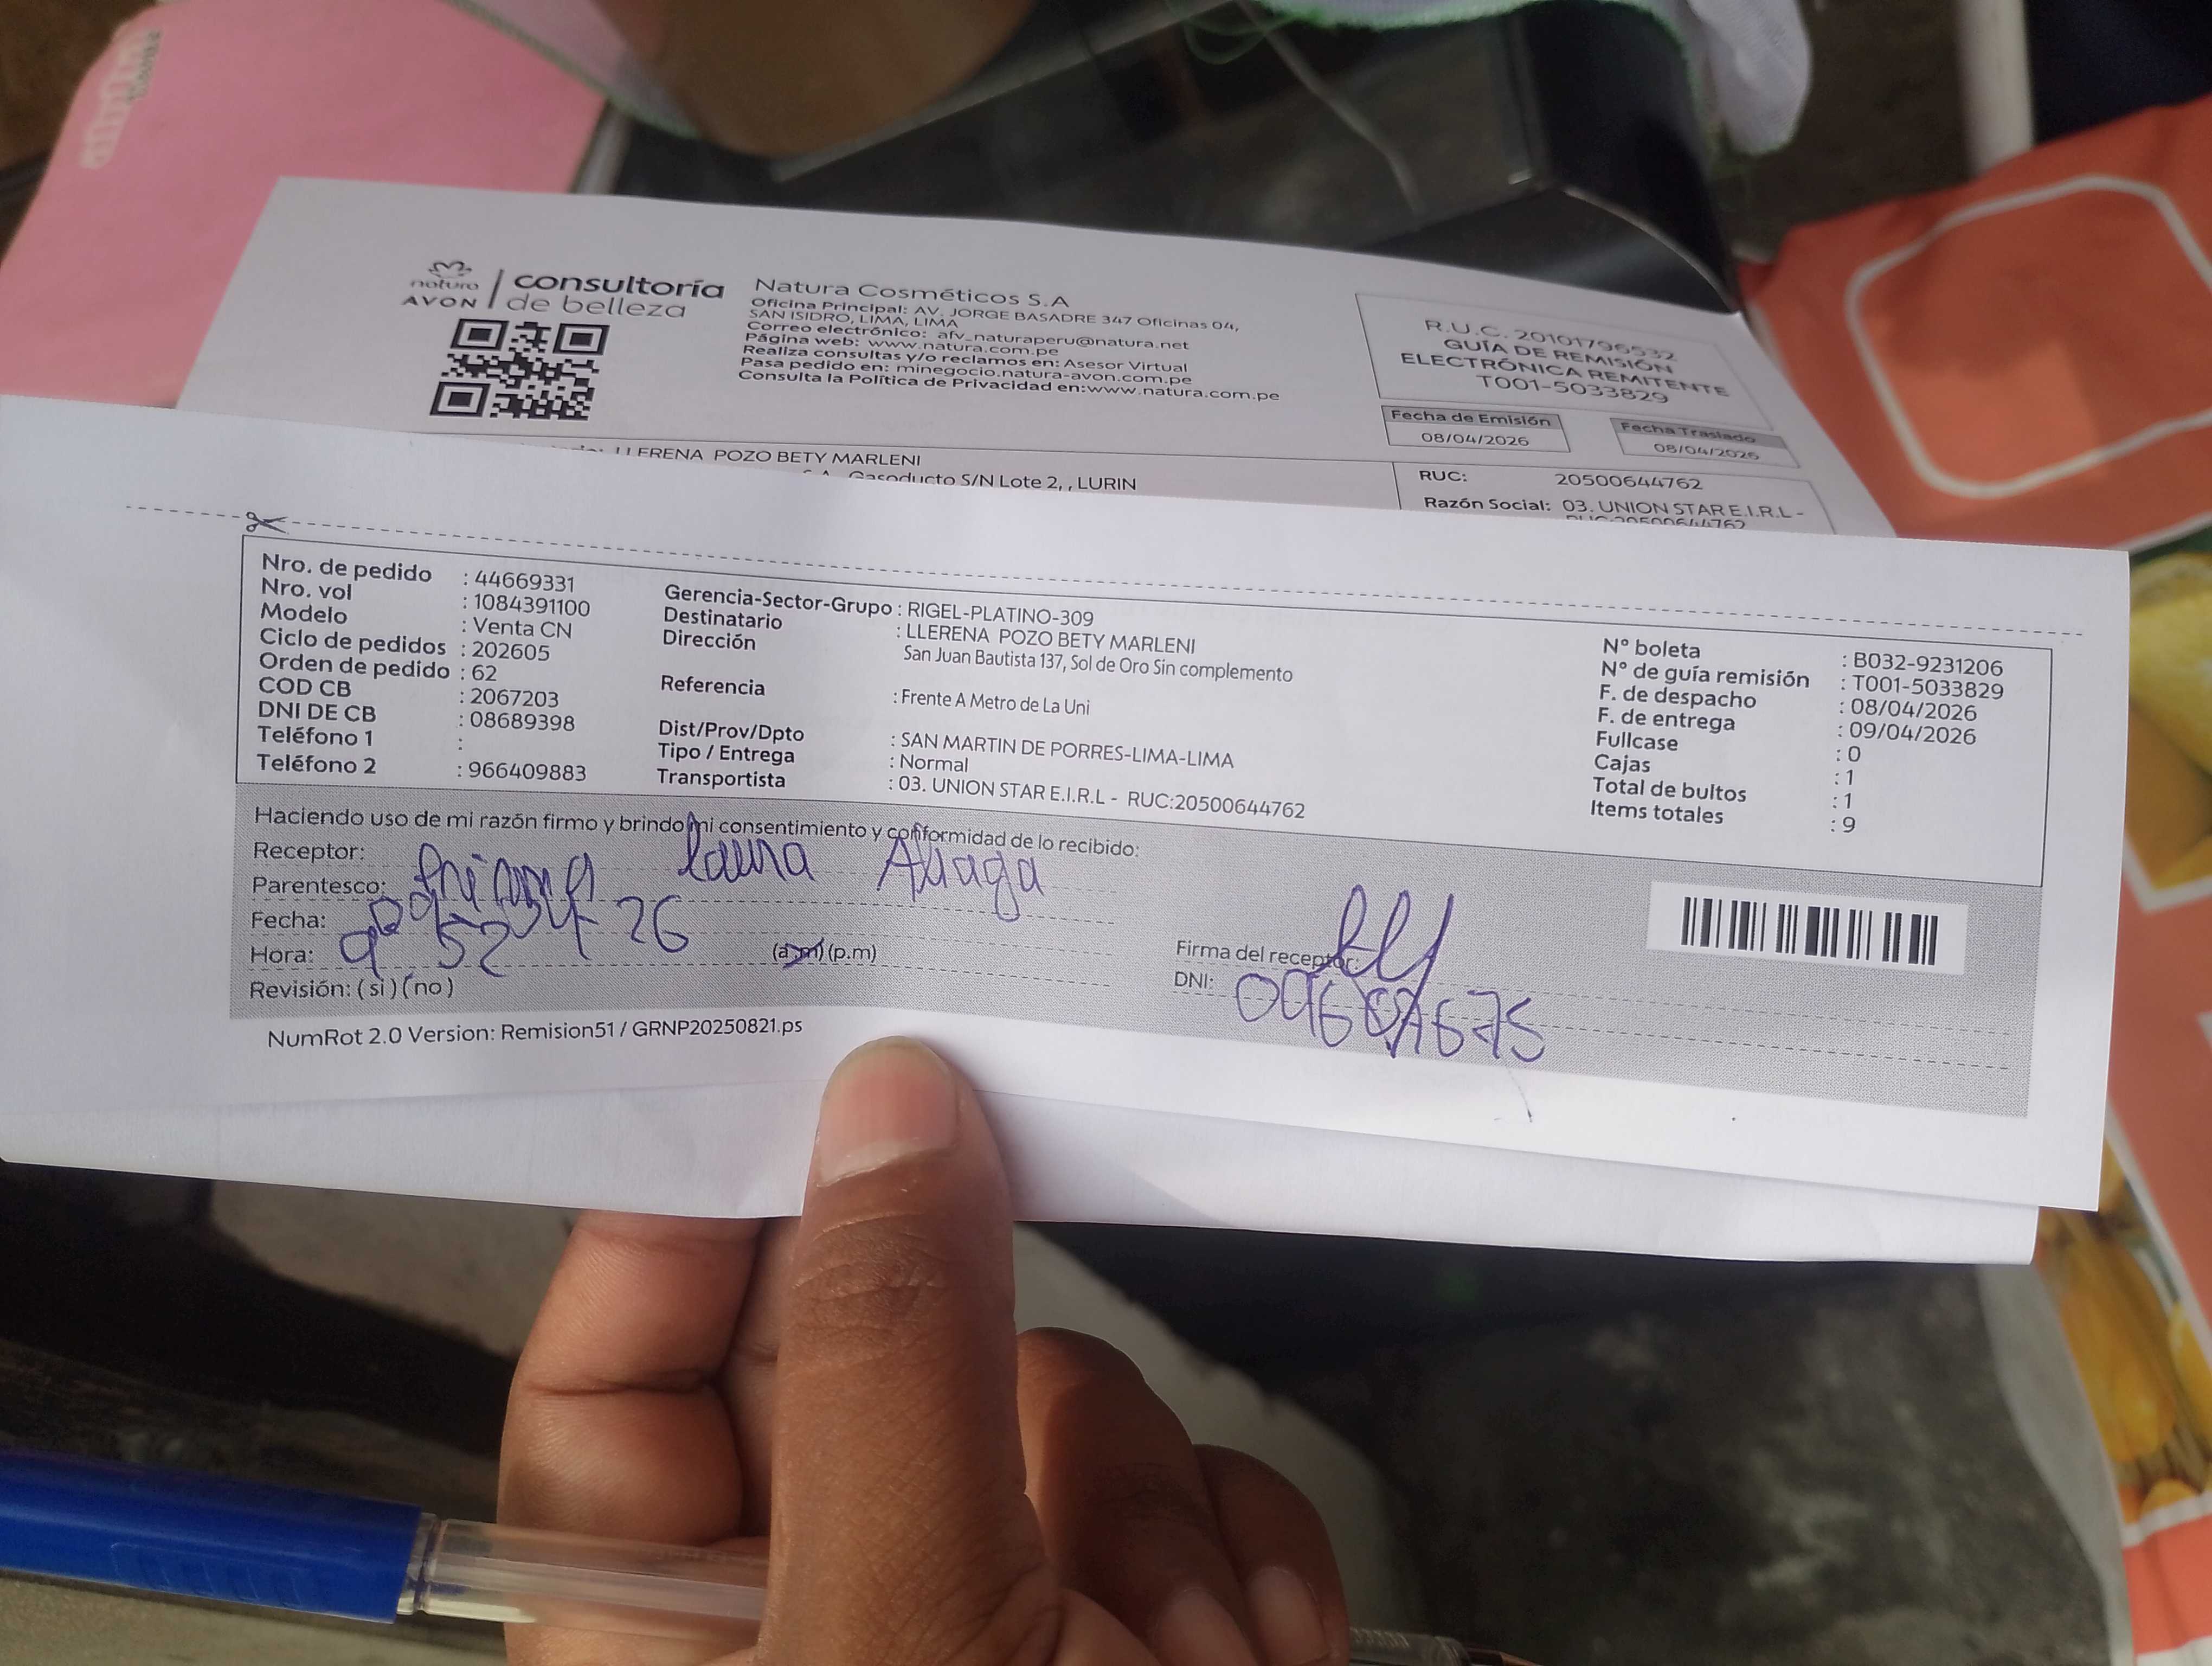 natura
AVON
consultoría
de belleza
Natura Cosméticos S.A
Oficina Principal: AV. JORGE BASADRE 347 Oficinas 04,
SAN ISIDRO, LIMA, LIMA
Correo electrónico: afv_naturaperu@natura.net
Página web: www.natura.com.pe
Realiza consultas y/o reclamos en: Asesor Virtual
Pasa pedido en: minegocio.natura-avon.com.pe
Consulta la Política de Privacidad en:www.natura.com.pe
R.U.C. 20101796532
GUÍA DE REMISIÓN
ELECTRÓNICA REMITENTE
T001-5033829
Fecha de Emisión
08/04/2026
Fecha Traslado
08/04/2026
LLERENA POZO BETY MARLENI
Gasoducto S/N Lote 2, , LURIN
RUC: 20500644762
Razón Social: 03. UNION STAR E.I.R.L -
RUC:20500644762
Nro. de pedido : 44669331
Nro. vol : 1084391100
Modelo : Venta CN
Ciclo de pedidos : 202605
Orden de pedido : 62
COD CB : 2067203
DNI DE CB : 08689398
Teléfono 1 :
Teléfono 2 : 966409883
Gerencia-Sector-Grupo : RIGEL-PLATINO-309
Destinatario : LLERENA POZO BETY MARLENI
Dirección San Juan Bautista 137, Sol de Oro Sin complemento
Referencia : Frente A Metro de La Uni
Dist/Prov/Dpto : SAN MARTIN DE PORRES-LIMA-LIMA
Tipo / Entrega : Normal
Transportista : 03. UNION STAR E.I.R.L - RUC:20500644762
N° boleta : B032-9231206
N° de guía remisión : T001-5033829
F. de despacho : 08/04/2026
F. de entrega : 09/04/2026
Fullcase : 0
Cajas : 1
Total de bultos : 1
Items totales : 9
Haciendo uso de mi razón firmo y brindo mi consentimiento y conformidad de lo recibido:
Receptor: Laura Aliaga
Parentesco:
Fecha: 26
Hora: 9 52 (a.m) (p.m)
Revisión: (si) (no)
Firma del receptor:
DNI:
NumRot 2.0 Version: Remision51 / GRNP20250821.ps